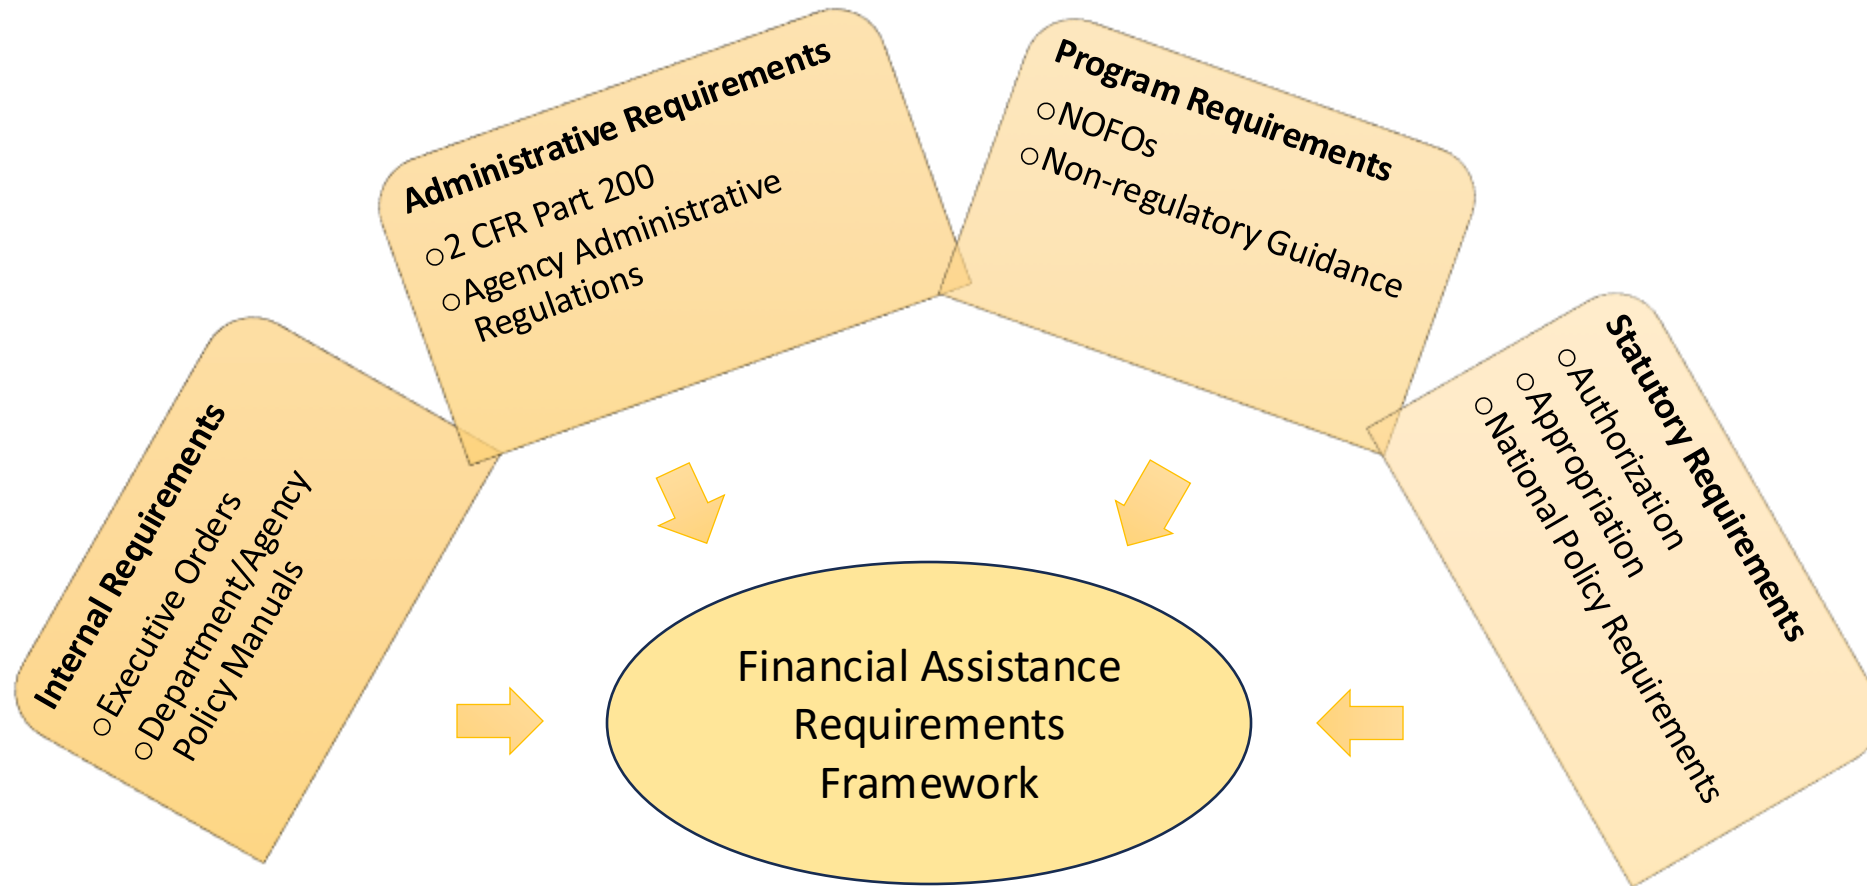 Internal Requirements
○Executive Orders
○Department/Agency
Policy Manuals
Administrative Requirements
○2 CFR Part 200
○Agency Administrative
Regulations
Program Requirements
○NOFOs
○Non-regulatory Guidance
Statutory Requirements
○Authorization
○Appropriation
○National Policy Requirements
Financial Assistance
Requirements
Framework